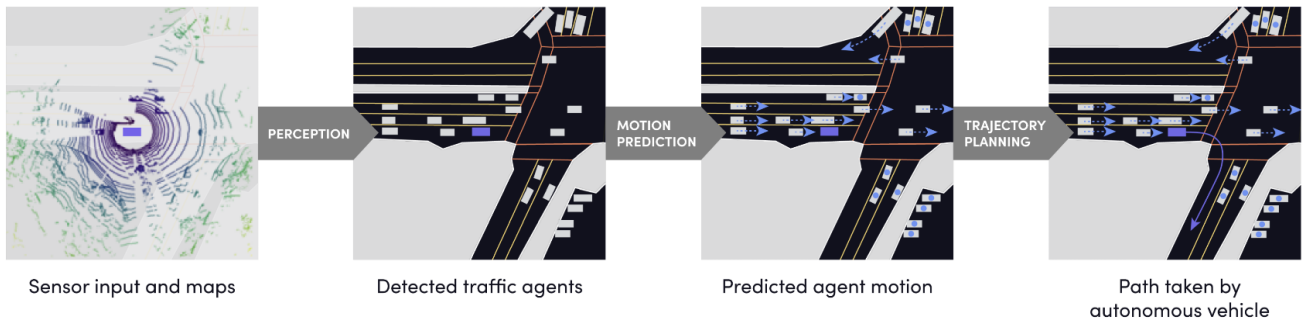 PERCEPTION
MOTION
PREDICTION
TRAJECTORY
PLANNING
Sensor input and maps
Detected traffic agents
Predicted agent motion
Path taken by
autonomous vehicle